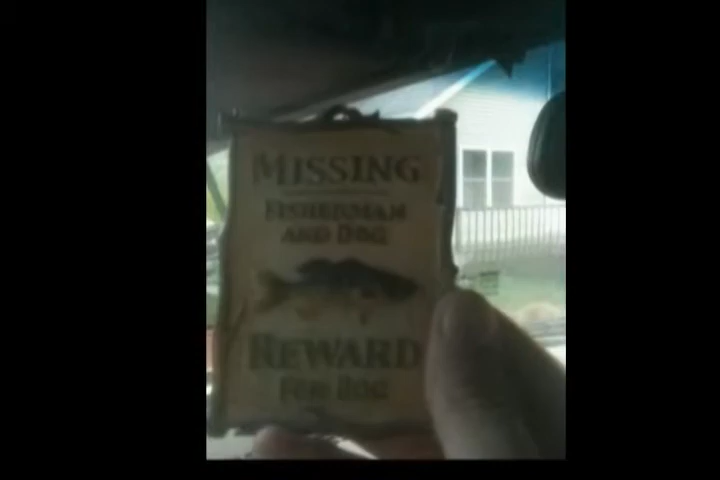 MISSING
FISHERMAN
AND DOG
REWARD
FOR DOG